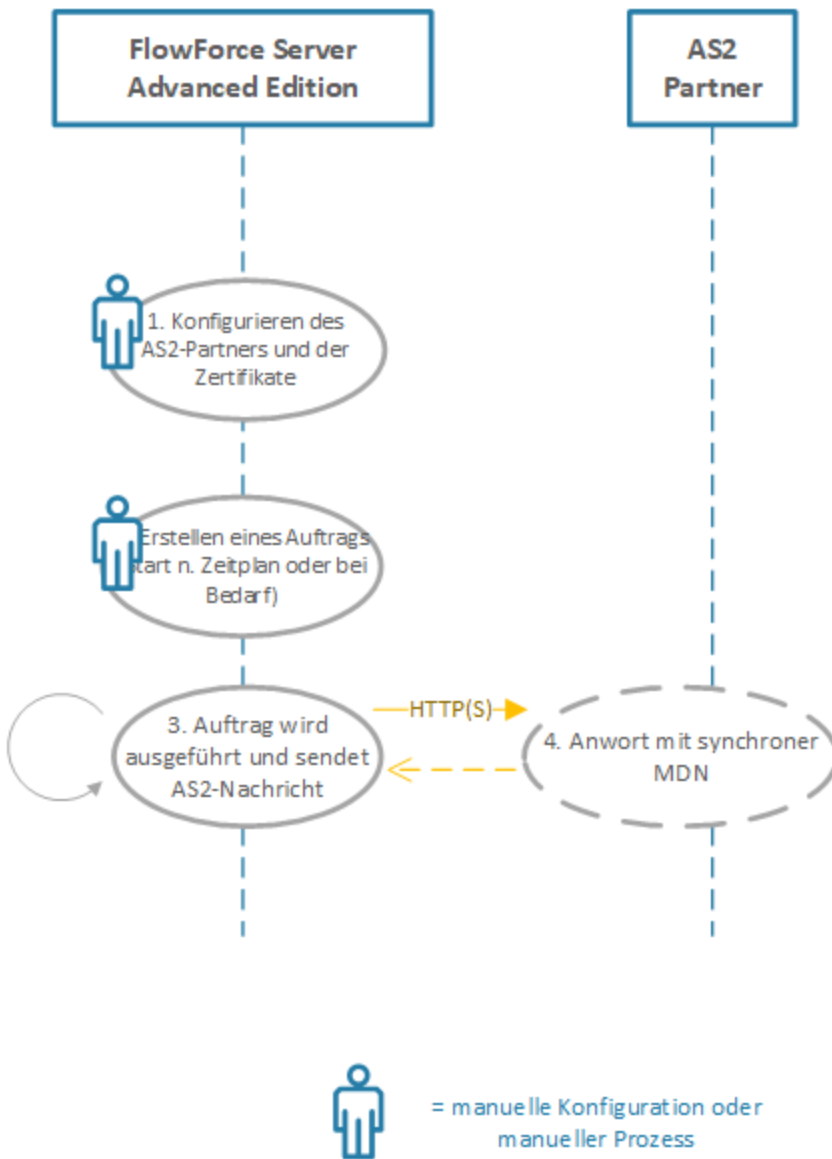 FlowForce Server
Advanced Edition
AS2
Partner
1. Konfigurieren des
AS2-Partners und der
Zertifikate
Erstellen eines Auftrags
n. Zeitplan oder bei
Bedarf)
3. Auftrag wird
ausgeführt und sendet
AS2-Nachricht
HTTP(S)
4. Anwort mit synchroner
MDN
= manuelle Konfiguration oder
manueller Prozess